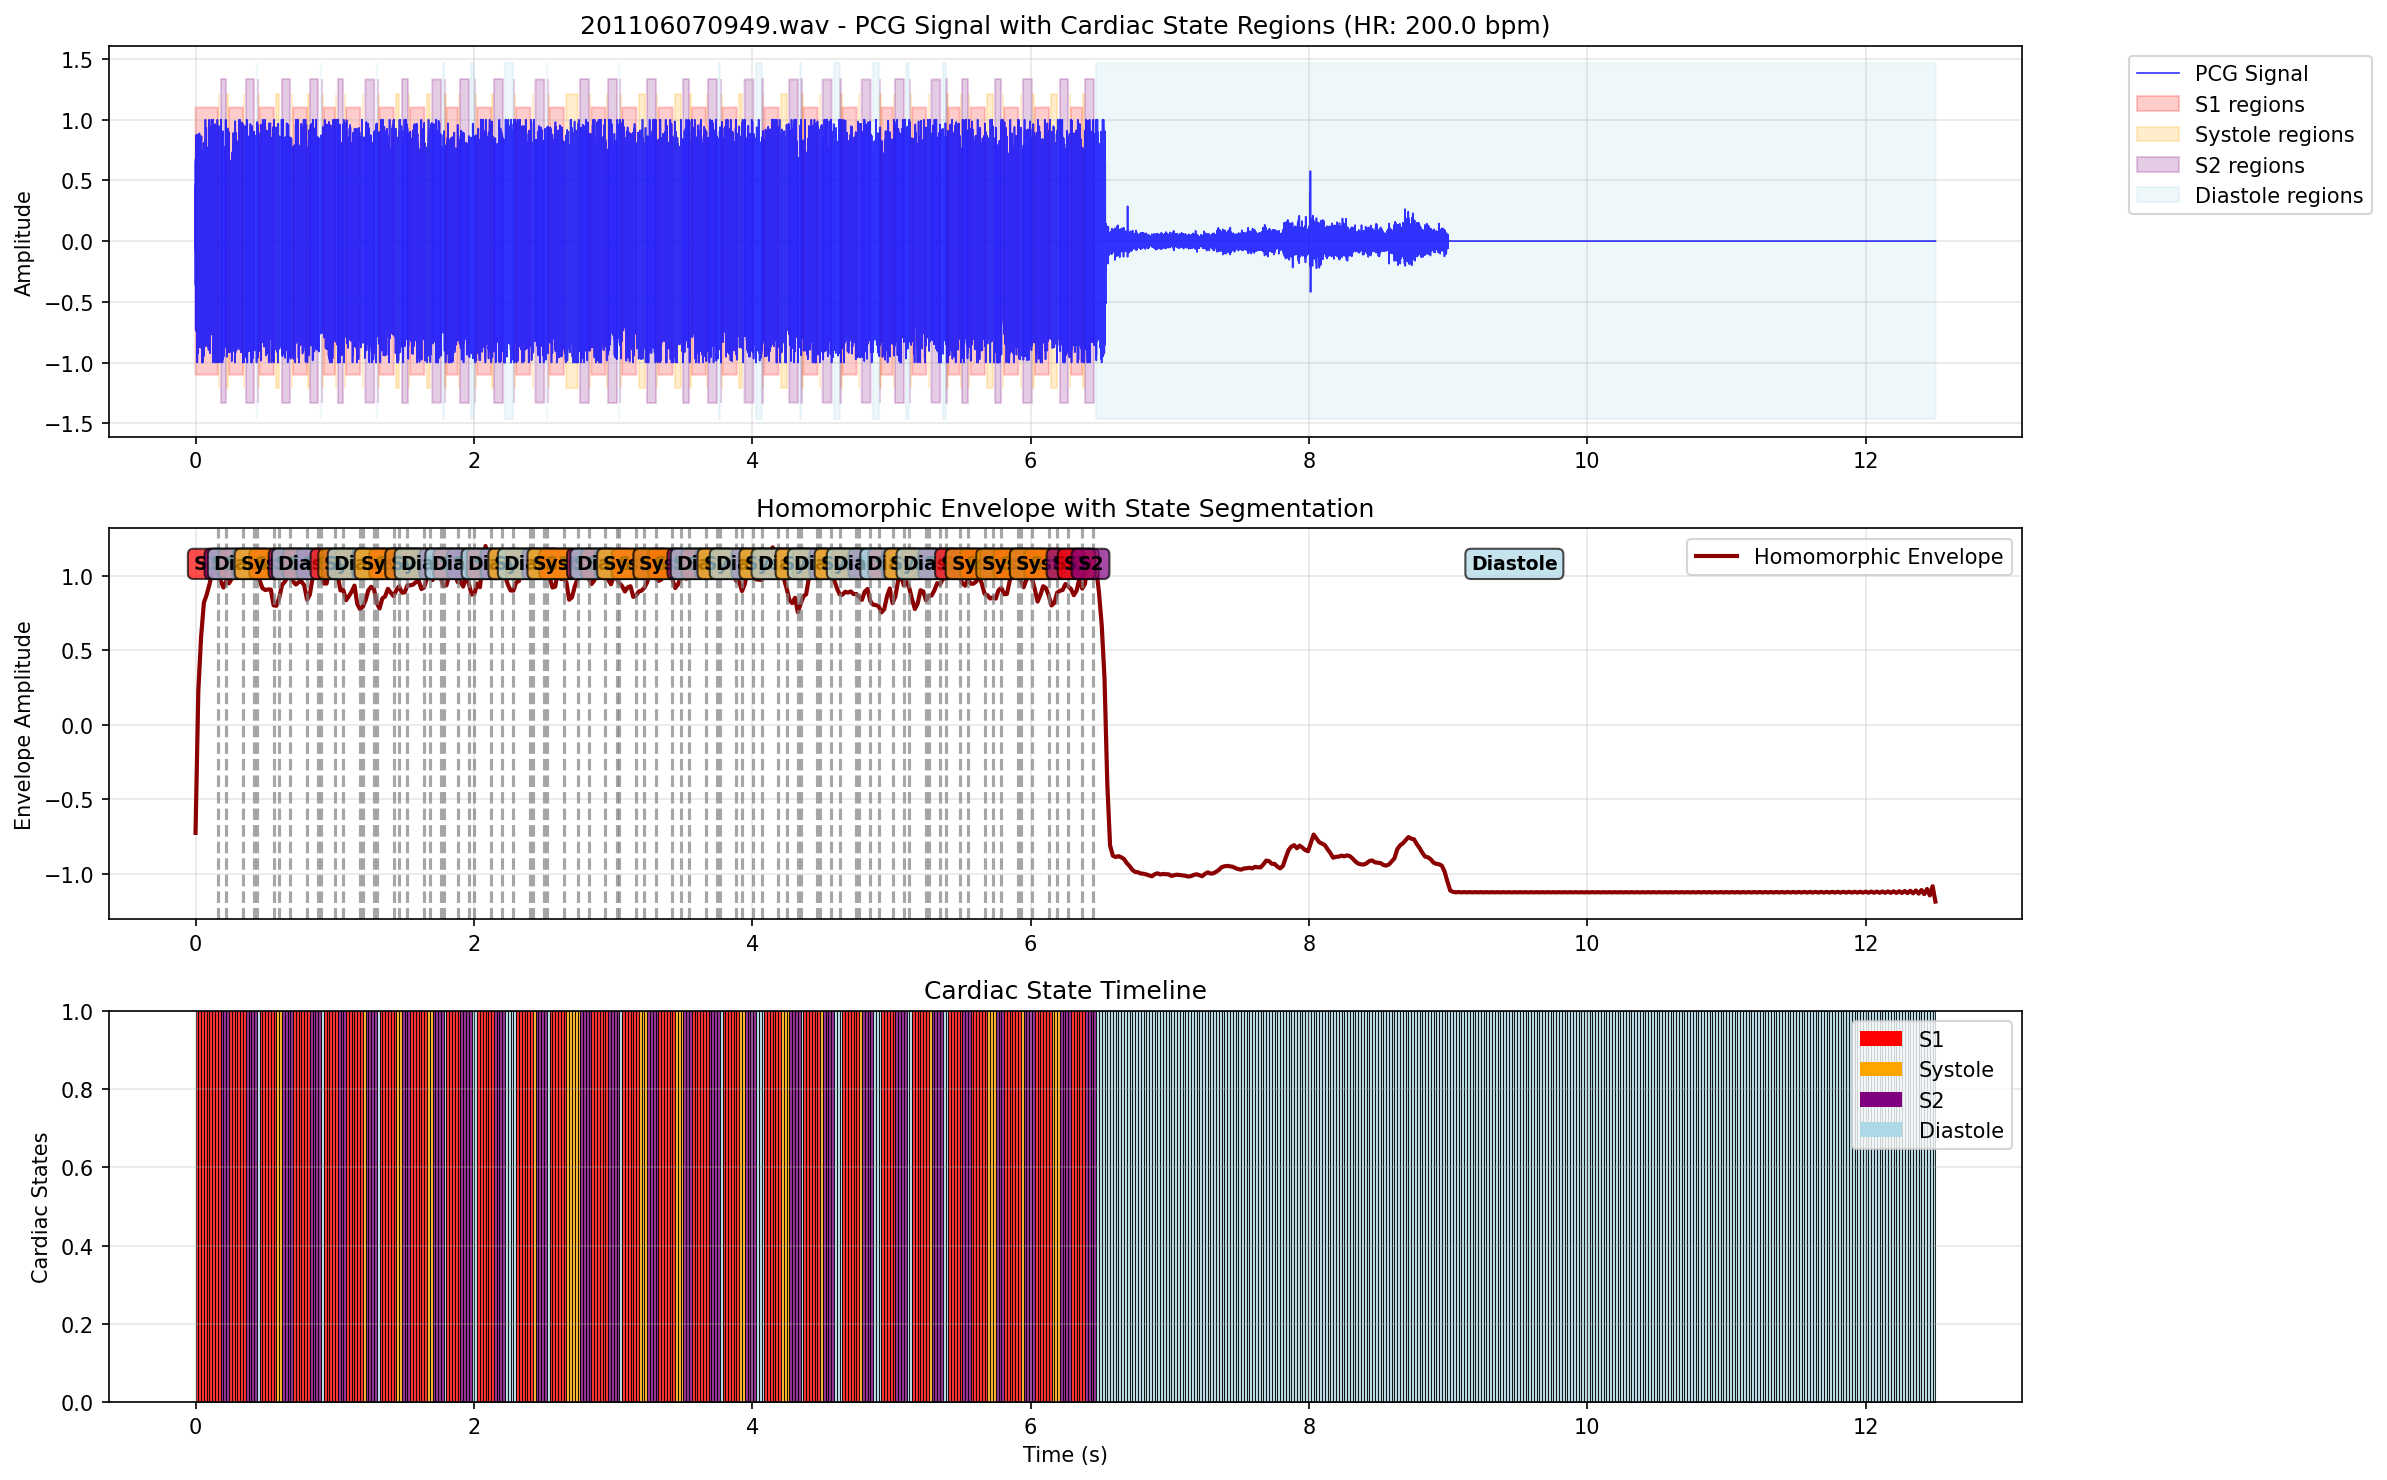 201106070949.wav - PCG Signal with Cardiac State Regions (HR: 200.0 bpm)
Amplitude
1.5
1.0
0.5
0.0
−0.5
−1.0
−1.5
0 2 4 6 8 10 12
PCG Signal
S1 regions
Systole regions
S2 regions
Diastole regions
Homomorphic Envelope with State Segmentation
Envelope Amplitude
1.0
0.5
0.0
−0.5
−1.0
S2
Diastole
Homomorphic Envelope
0 2 4 6 8 10 12
Cardiac State Timeline
Cardiac States
1.0
0.8
0.6
0.4
0.2
0.0
S1
Systole
S2
Diastole
0 2 4 6 8 10 12
Time (s)